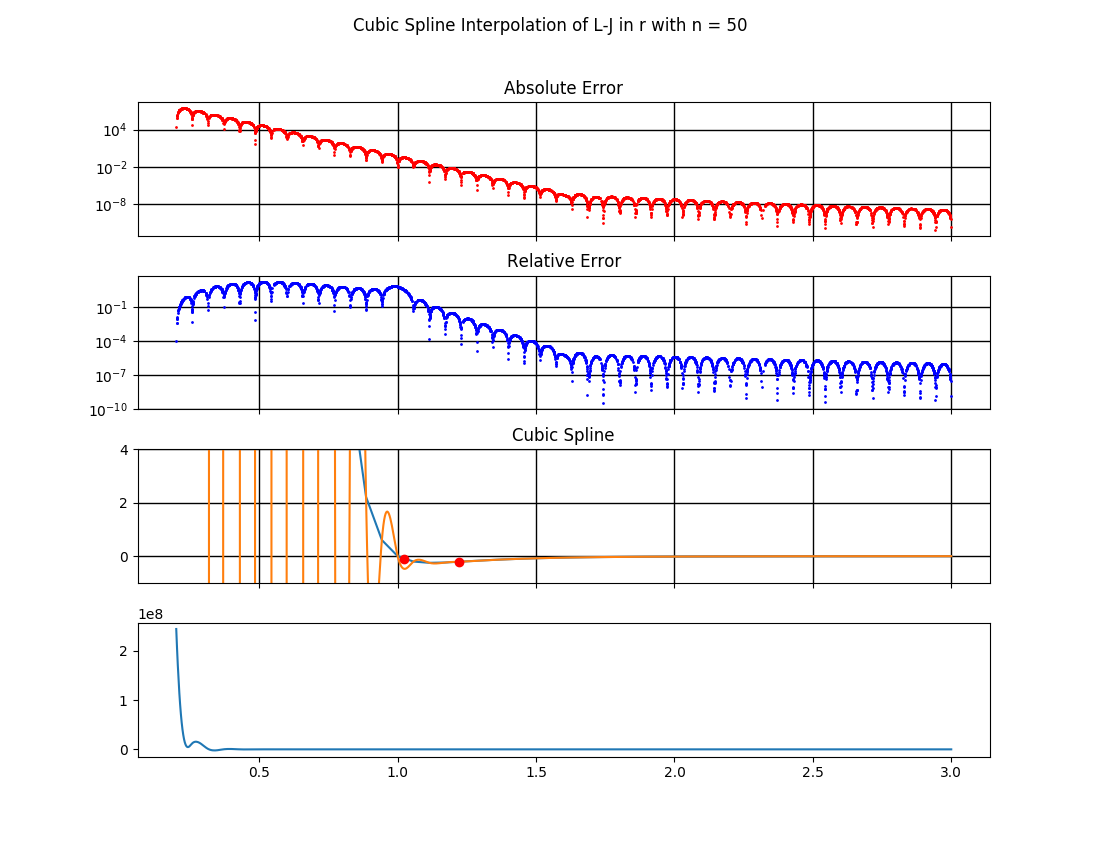 Cubic Spline Interpolation of L-J in r with n = 50
Absolute Error
10⁴
10⁻²
10⁻⁸
Relative Error
10⁻¹
10⁻⁴
10⁻⁷
10⁻¹⁰
Cubic Spline
4
2
0
1e8
2
1
0
0.5 1.0 1.5 2.0 2.5 3.0